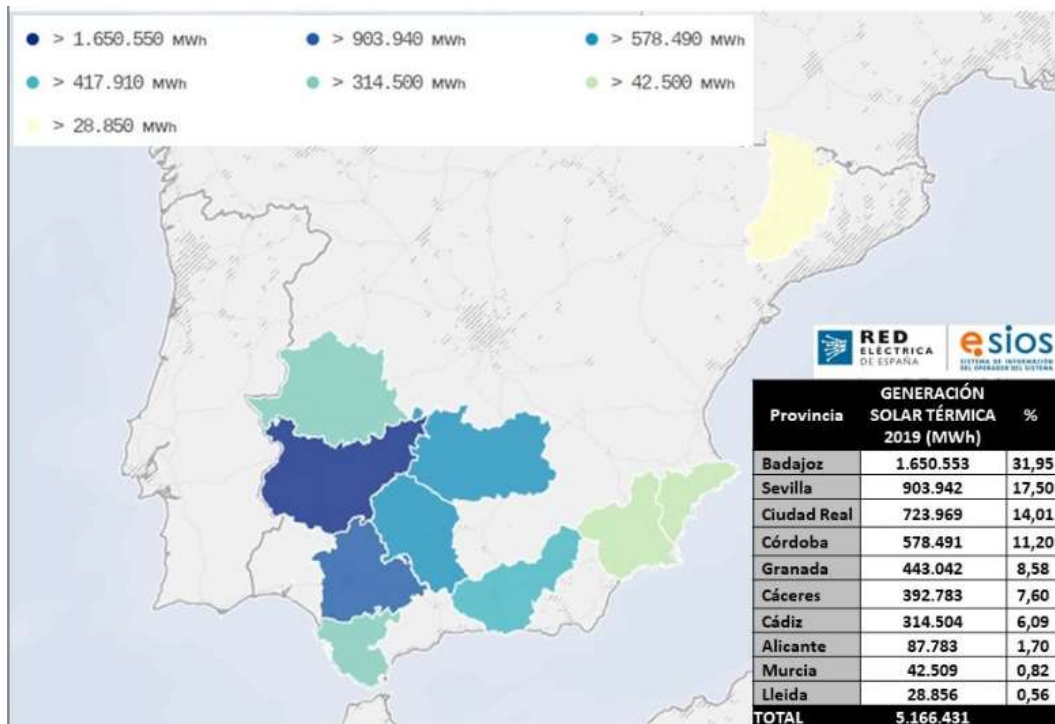 > 1.650.550 MWh
> 903.940 MWh
> 578.490 MWh
> 417.910 MWh
> 314.500 MWh
> 42.500 MWh
> 28.850 MWh
RED
ELÉCTRICA
DE ESPAÑA
esios
SISTEMA DE INFORMACIÓN
DEL OPERADOR DEL SISTEMA
Provincia GENERACIÓN SOLAR TÉRMICA 2019 (MWh) %
Badajoz 1.650.553 31,95
Sevilla 903.942 17,50
Ciudad Real 723.969 14,01
Córdoba 578.491 11,20
Granada 443.042 8,58
Cáceres 392.783 7,60
Cádiz 314.504 6,09
Alicante 87.783 1,70
Murcia 42.509 0,82
Lleida 28.856 0,56
TOTAL 5.166.431